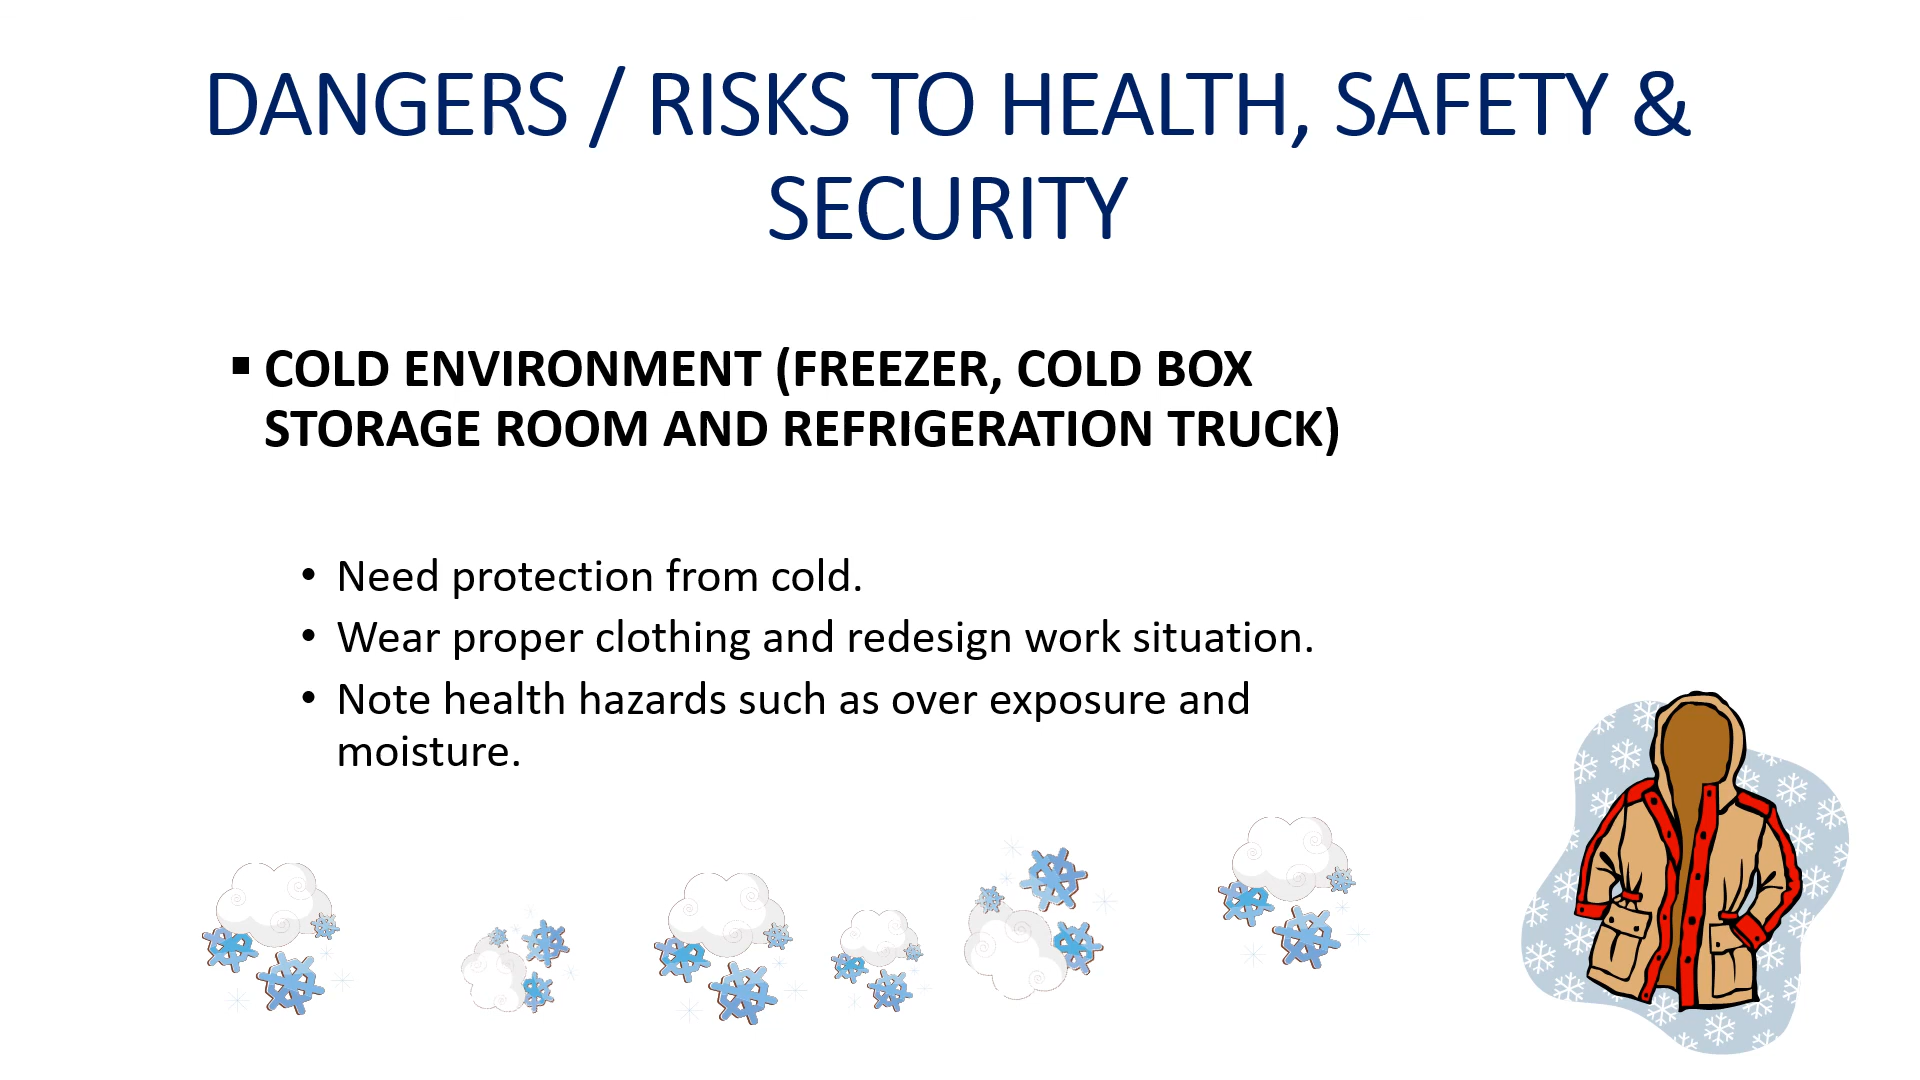 DANGERS / RISKS TO HEALTH, SAFETY &
SECURITY
▪ COLD ENVIRONMENT (FREEZER, COLD BOX
STORAGE ROOM AND REFRIGERATION TRUCK)
• Need protection from cold.
• Wear proper clothing and redesign work situation.
• Note health hazards such as over exposure and
moisture.